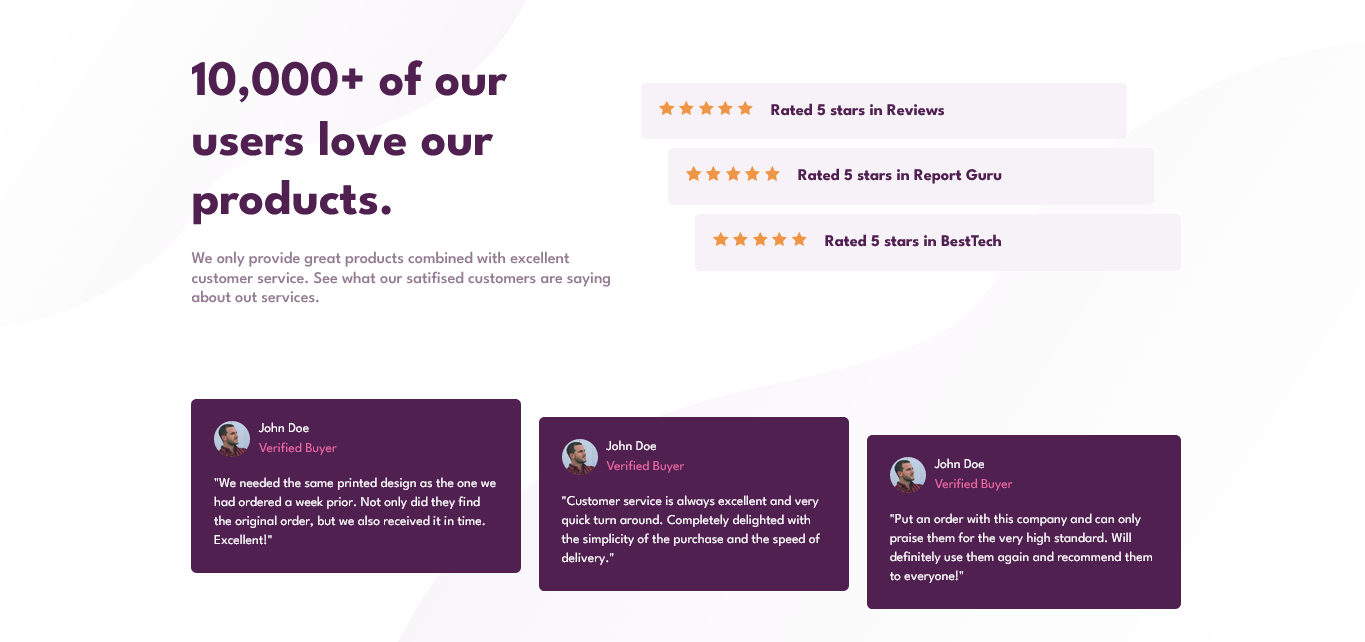 10,000+ of our
users love our
products.
We only provide great products combined with excellent
customer service. See what our satifised customers are saying
about out services.
Rated 5 stars in Reviews
Rated 5 stars in Report Guru
Rated 5 stars in BestTech
John Doe
Verified Buyer
"We needed the same printed design as the one we
had ordered a week prior. Not only did they find
the original order, but we also received it in time.
Excellent!"
John Doe
Verified Buyer
"Customer service is always excellent and very
quick turn around. Completely delighted with
the simplicity of the purchase and the speed of
delivery."
John Doe
Verified Buyer
"Put an order with this company and can only
praise them for the very high standard. Will
definitely use them again and recommend them
to everyone!"